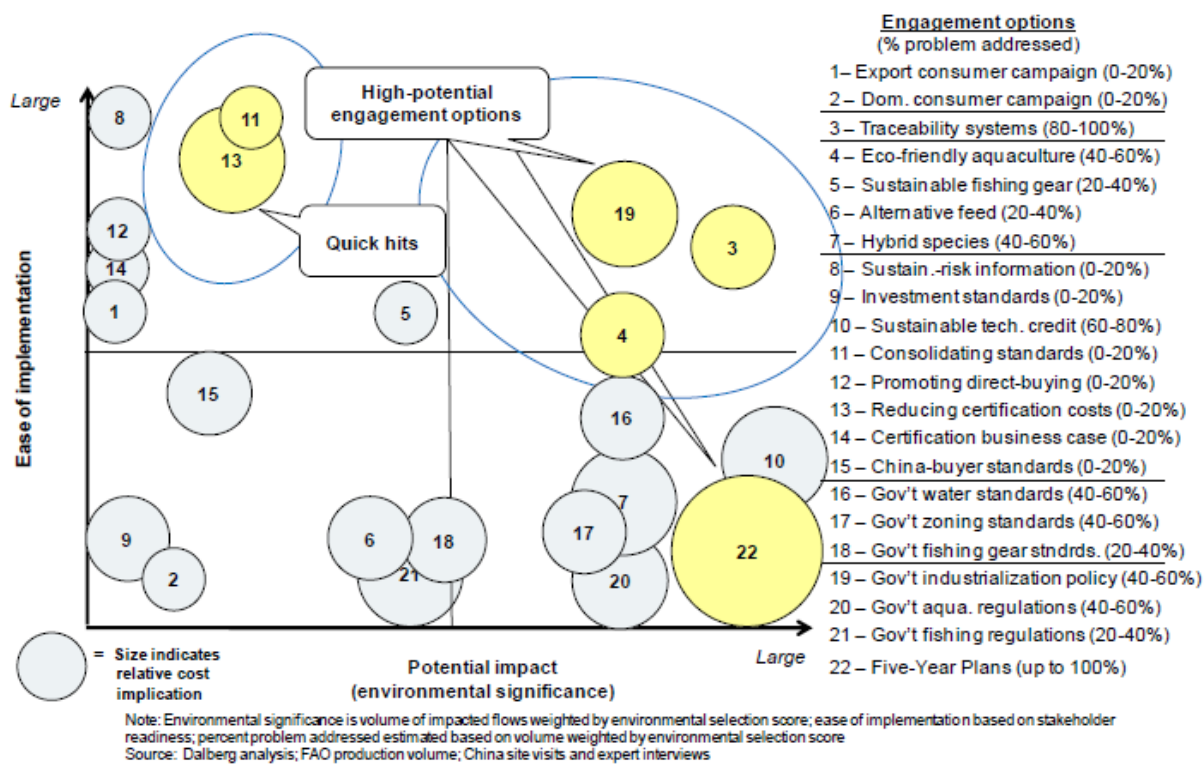 Engagement options
(% problem addressed)
1– Export consumer campaign (0-20%)
2 – Dom. consumer campaign (0-20%)
3 – Traceability systems (80-100%)
4 – Eco-friendly aquaculture (40-60%)
5 – Sustainable fishing gear (20-40%)
6 – Alternative feed (20-40%)
7 – Hybrid species (40-60%)
8 – Sustain.-risk information (0-20%)
9 – Investment standards (0-20%)
10 – Sustainable tech. credit (60-80%)
11 – Consolidating standards (0-20%)
12 – Promoting direct-buying (0-20%)
13 – Reducing certification costs (0-20%)
14 – Certification business case (0-20%)
15 – China-buyer standards (0-20%)
16 – Gov't water standards (40-60%)
17 – Gov't zoning standards (40-60%)
18 – Gov't fishing gear stndrds. (20-40%)
19 – Gov't industrialization policy (40-60%)
20 – Gov't aqua. regulations (40-60%)
21 – Gov't fishing regulations (20-40%)
22 – Five-Year Plans (up to 100%)
Large
Ease of implementation
High-potential
engagement options
Quick hits
8
11
13
12
14
1
5
19
3
4
15
16
10
9
2
6
21
18
17
7
20
22
Large
Potential impact
(environmental significance)
= Size indicates
relative cost
implication
Note: Environmental significance is volume of impacted flows weighted by environmental selection score; ease of implementation based on stakeholder
readiness; percent problem addressed estimated based on volume weighted by environmental selection score
Source: Dalberg analysis; FAO production volume; China site visits and expert interviews